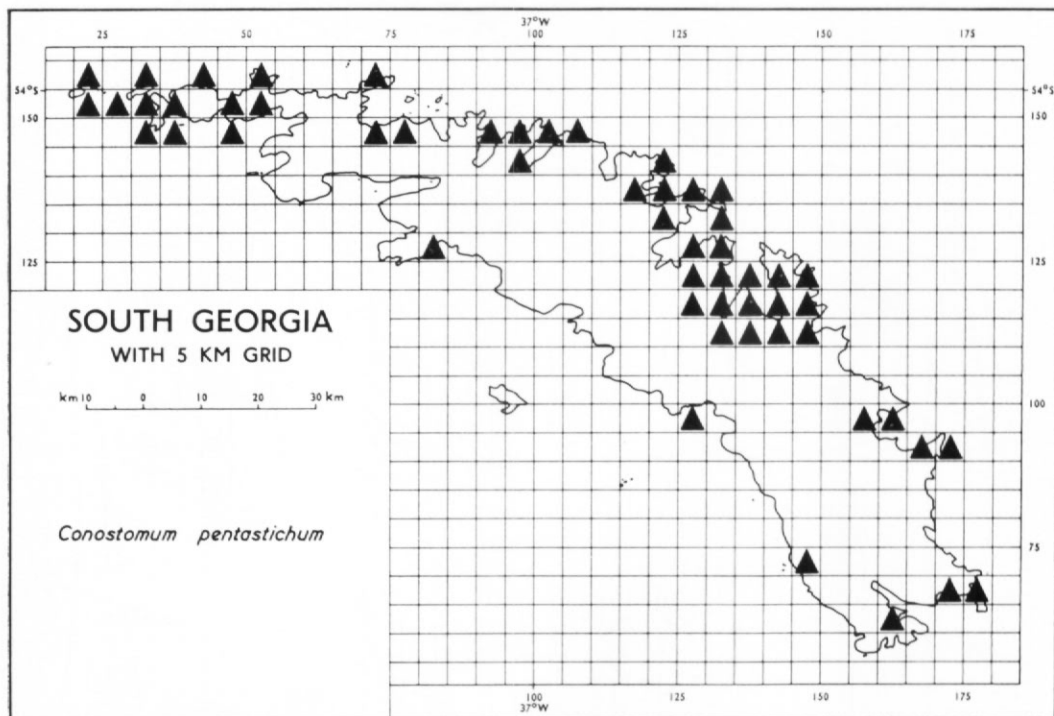 37°W
25 50 75 100 125 150 175
54°S 54°S
150 150
125 125
SOUTH GEORGIA
WITH 5 KM GRID
km 10 0 10 20 30 km
100
Conostomum pentastichum
75
100 125 150 175
37°W